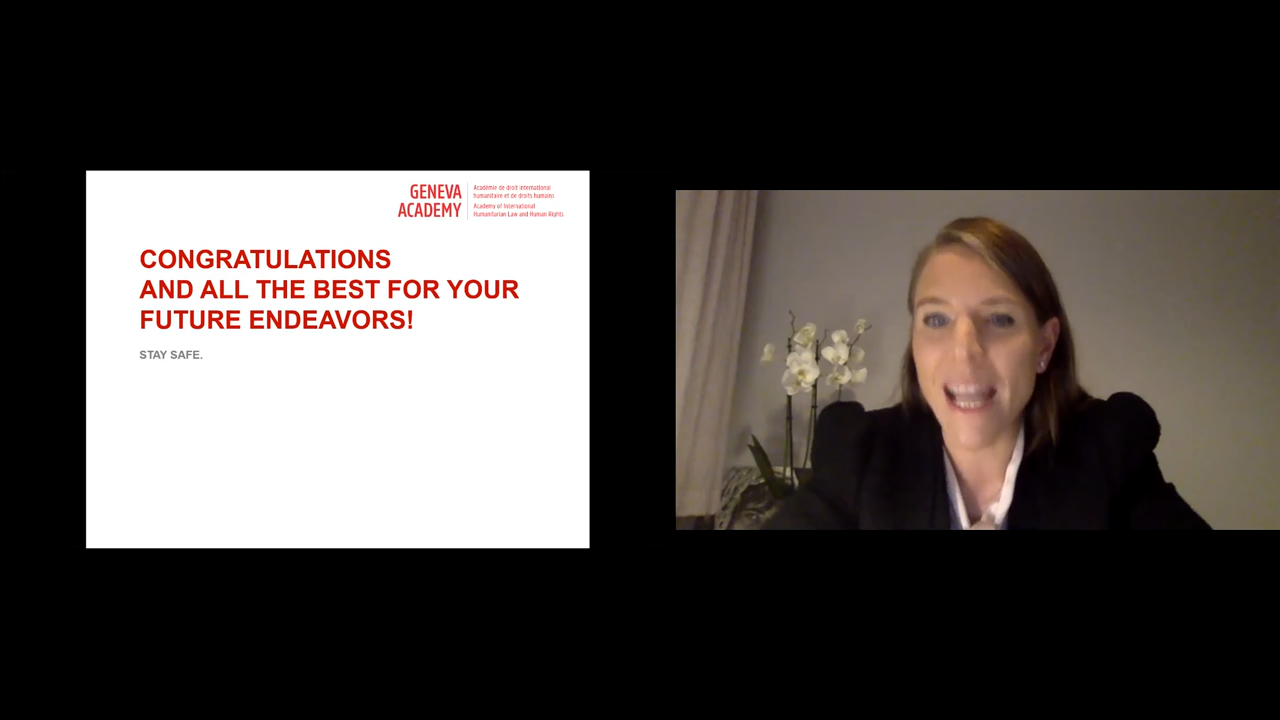 GENEVA
ACADEMY
Académie de droit international
humanitaire et de droits humains
Academy of International
Humanitarian Law and Human Rights
CONGRATULATIONS
AND ALL THE BEST FOR YOUR
FUTURE ENDEAVORS!
STAY SAFE.